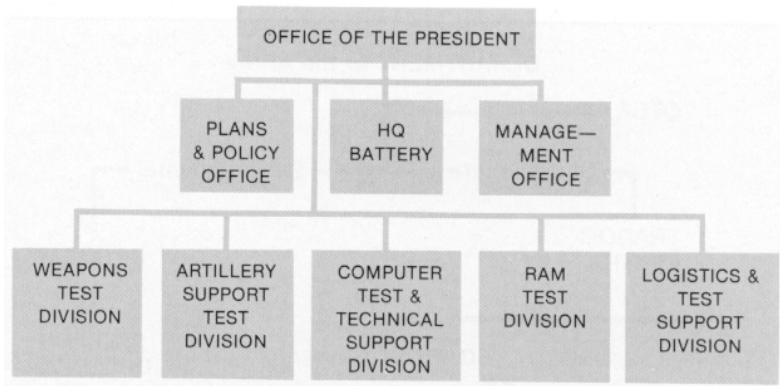 OFFICE OF THE PRESIDENT
PLANS
& POLICY
OFFICE
HQ
BATTERY
MANAGE—
MENT
OFFICE
WEAPONS
TEST
DIVISION
ARTILLERY
SUPPORT
TEST
DIVISION
COMPUTER
TEST &
TECHNICAL
SUPPORT
DIVISION
RAM
TEST
DIVISION
LOGISTICS &
TEST
SUPPORT
DIVISION